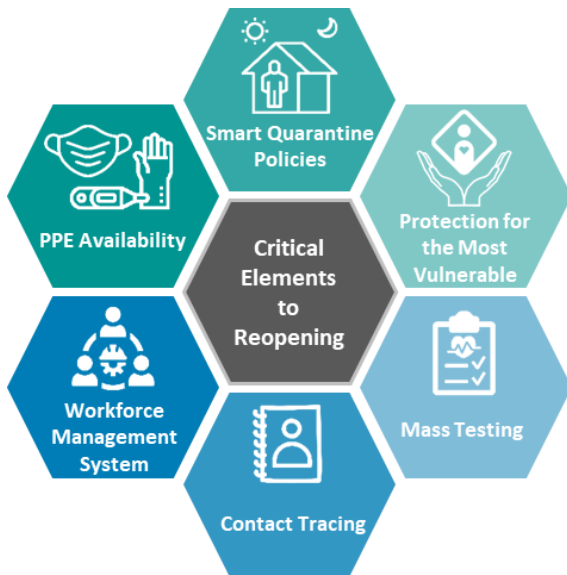 Smart Quarantine
Policies
PPE Availability
Protection for
the Most
Vulnerable
Critical
Elements
to
Reopening
Workforce
Management
System
Mass Testing
Contact Tracing